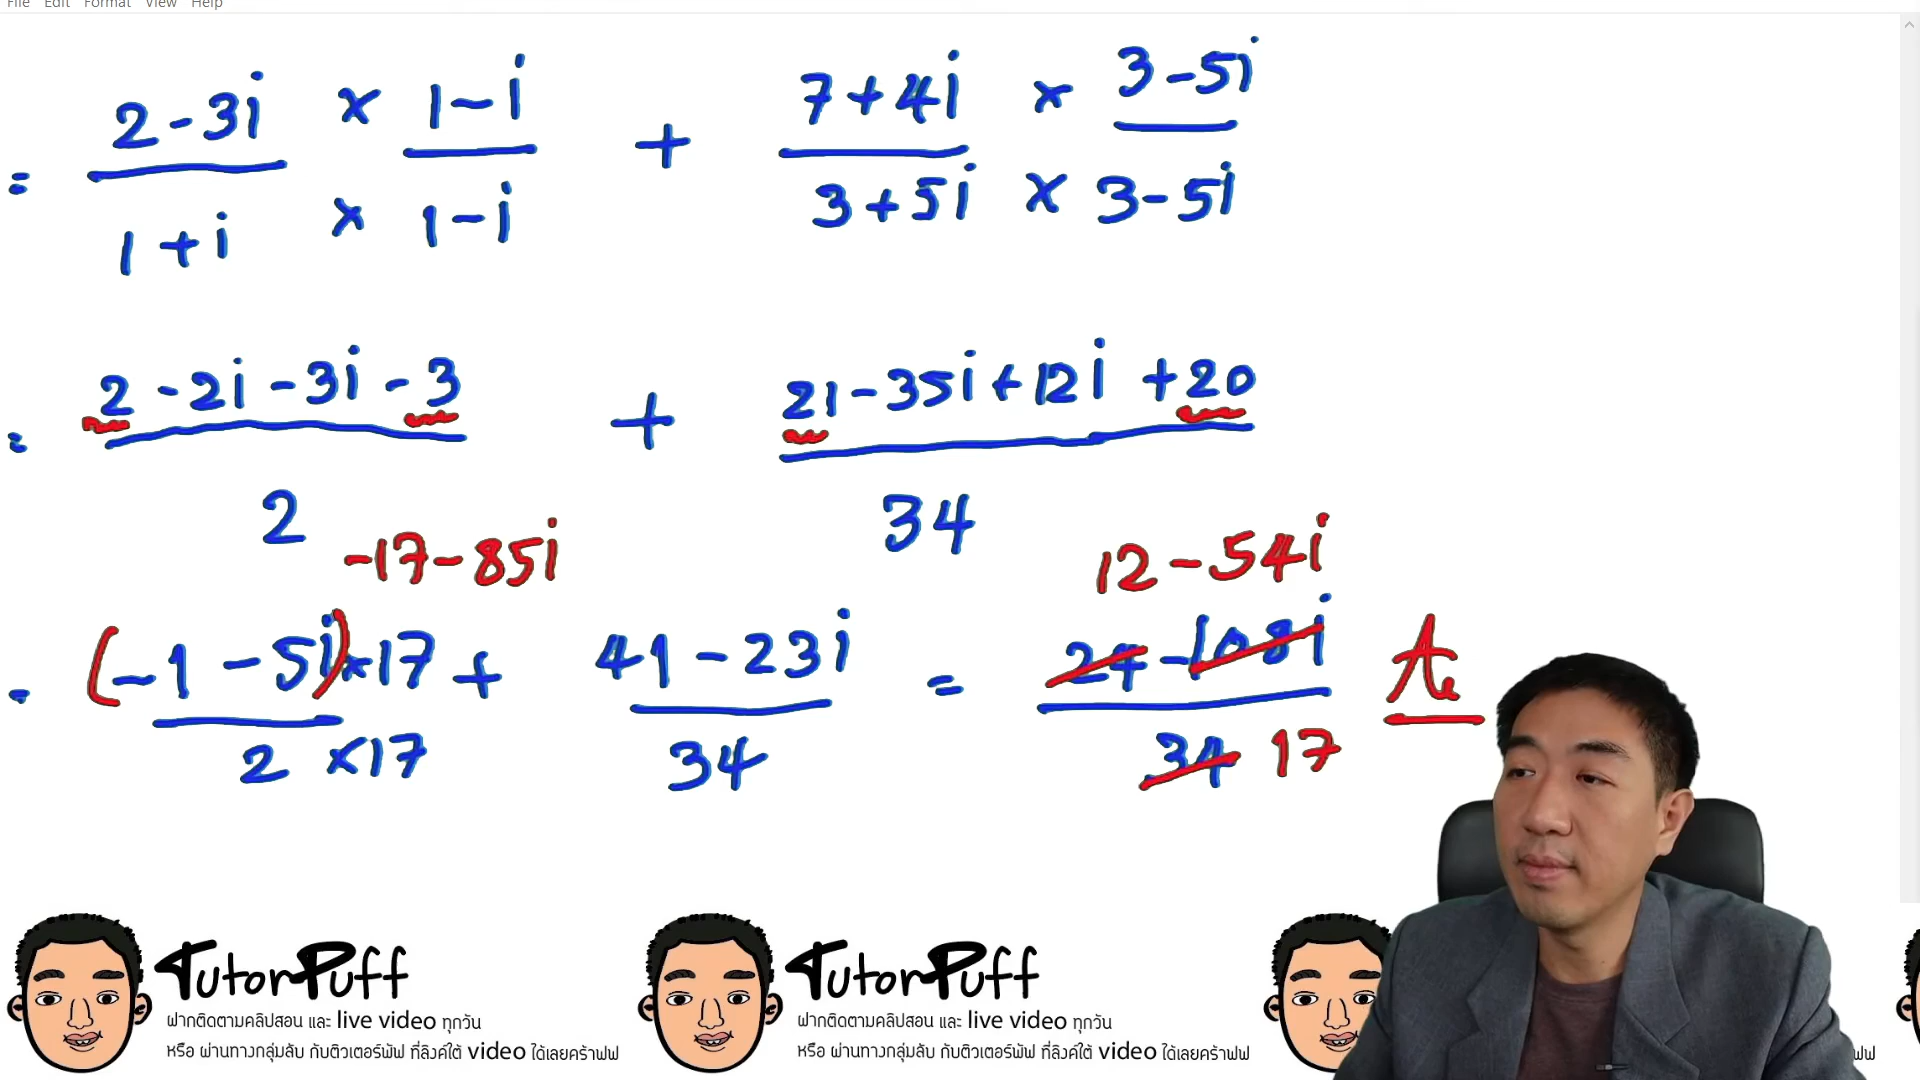 File Edit Format View Help
= 2-3i/1+i × 1-i/1-i + 7+4i/3+5i × 3-5i/3-5i
= 2-2i-3i-3/2 + 21-35i+12i+20/34
-17-85i
12-54i
= (-1-5i)×17/2×17 + 41-23i/34 = 24-108i/34 17
TutorPuff
ฝากติดตามคลิปสอน และ live video ทุกวัน
หรือ ผ่านทางกลุ่มลับ กับติวเตอร์พัฟ ที่ลิงค์ใต้ video ได้เลยคร้าฟฟ
TutorPuff
ฝากติดตามคลิปสอน และ live video ทุกวัน
หรือ ผ่านทางกลุ่มลับ กับติวเตอร์พัฟ ที่ลิงค์ใต้ video ได้เลยคร้าฟฟ
ฟฟ